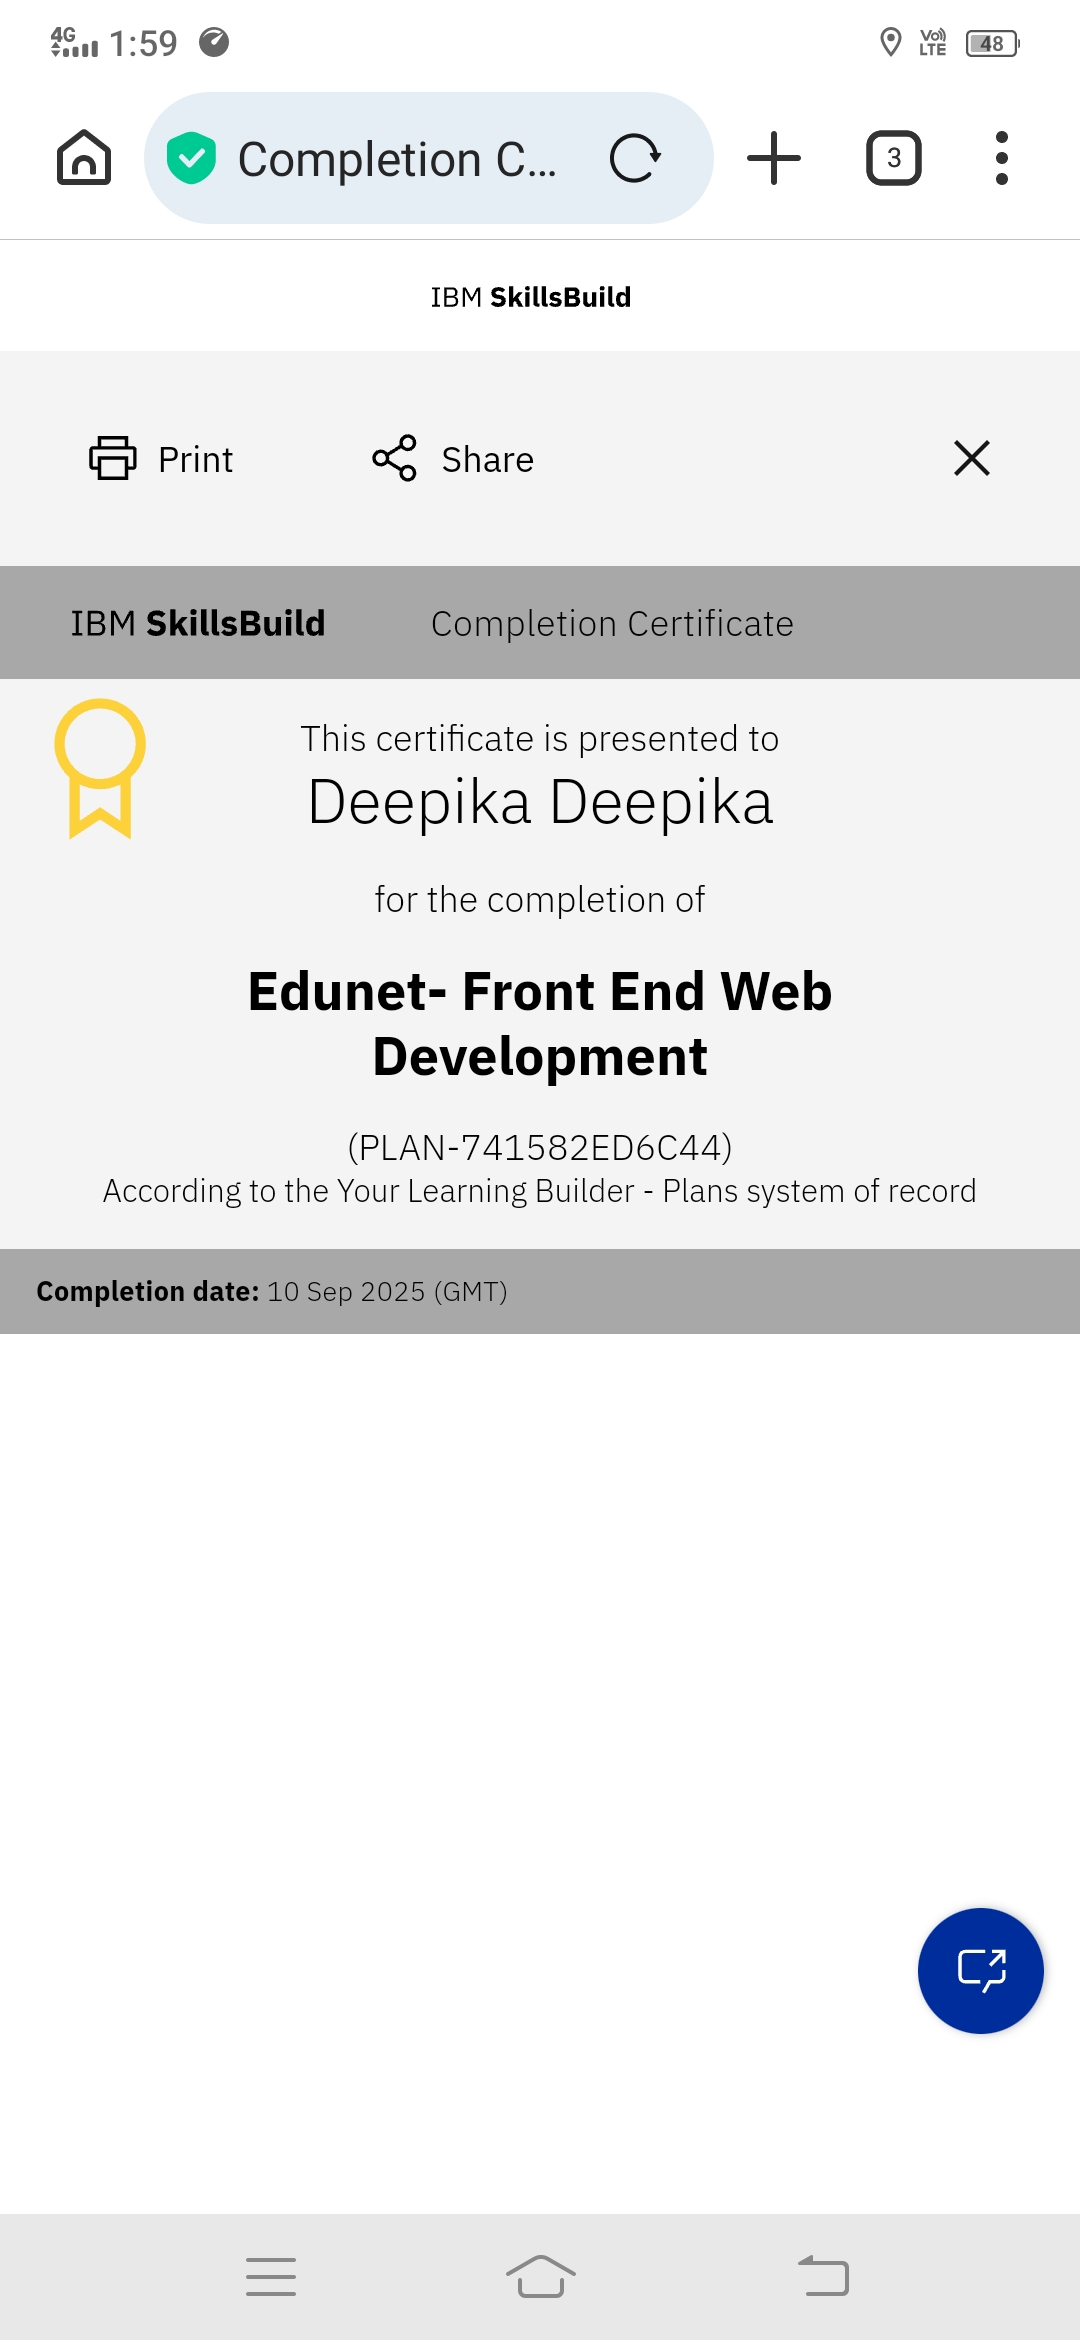 4G 1:59 Vo) LTE 48
Completion C... 3
IBM SkillsBuild
Print Share
IBM SkillsBuild Completion Certificate
This certificate is presented to
Deepika Deepika
for the completion of
Edunet- Front End Web
Development
(PLAN-741582ED6C44)
According to the Your Learning Builder - Plans system of record
Completion date: 10 Sep 2025 (GMT)